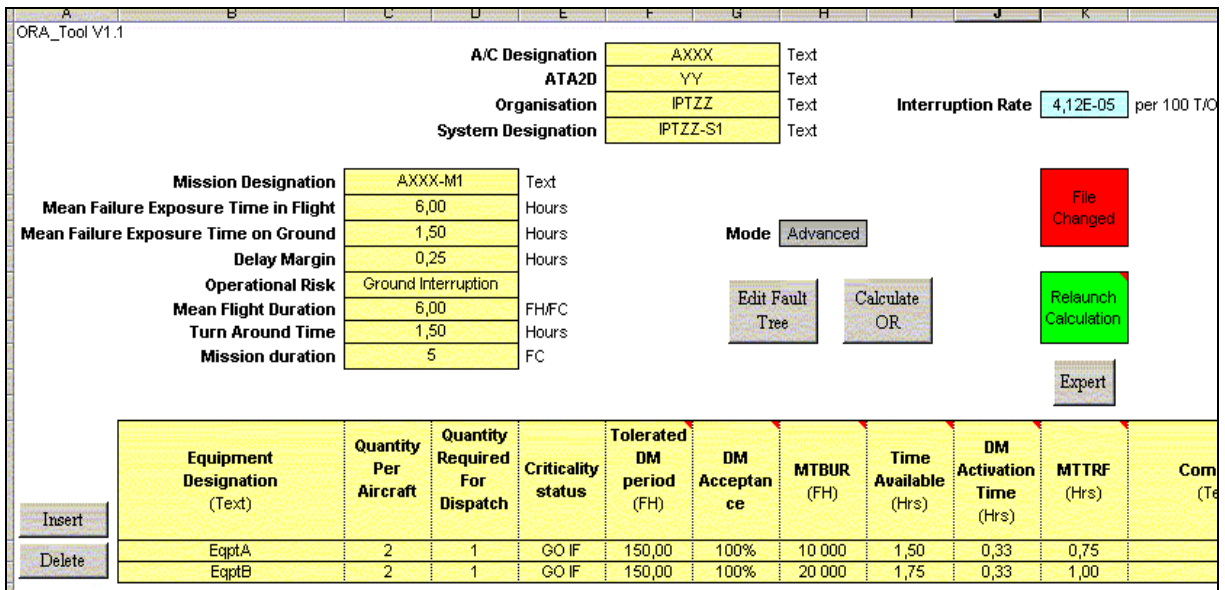 A B C D E F G H I J K
ORA_Tool V1.1
A/C Designation AXXX Text
ATA2D YY Text
Organisation IPTZZ Text Interruption Rate 4,12E-05 per 100 T/O
System Designation IPTZZ-S1 Text
Mission Designation AXXX-M1 Text
Mean Failure Exposure Time in Flight 6,00 Hours
File
Changed
Mean Failure Exposure Time on Ground 1,50 Hours Mode Advanced
Delay Margin 0,25 Hours
Operational Risk Ground Interruption
Mean Flight Duration 6,00 FH/FC
Turn Around Time 1,50 Hours
Mission duration 5 FC
Edit Fault
Tree
Calculate
OR
Relaunch
Calculation
Expert
Equipment
Designation
(Text)
Quantity
Per
Aircraft
Quantity
Required
For
Dispatch
Criticality
status
Tolerated
DM
period
(FH)
DM
Acceptan
ce
MTBUR
(FH)
Time
Available
(Hrs)
DM
Activation
Time
(Hrs)
MTTRF
(Hrs)
Com
(Te
Insert
Delete
EqptA 2 1 GO IF 150,00 100% 10 000 1,50 0,33 0,75
EqptB 2 1 GO IF 150,00 100% 20 000 1,75 0,33 1,00